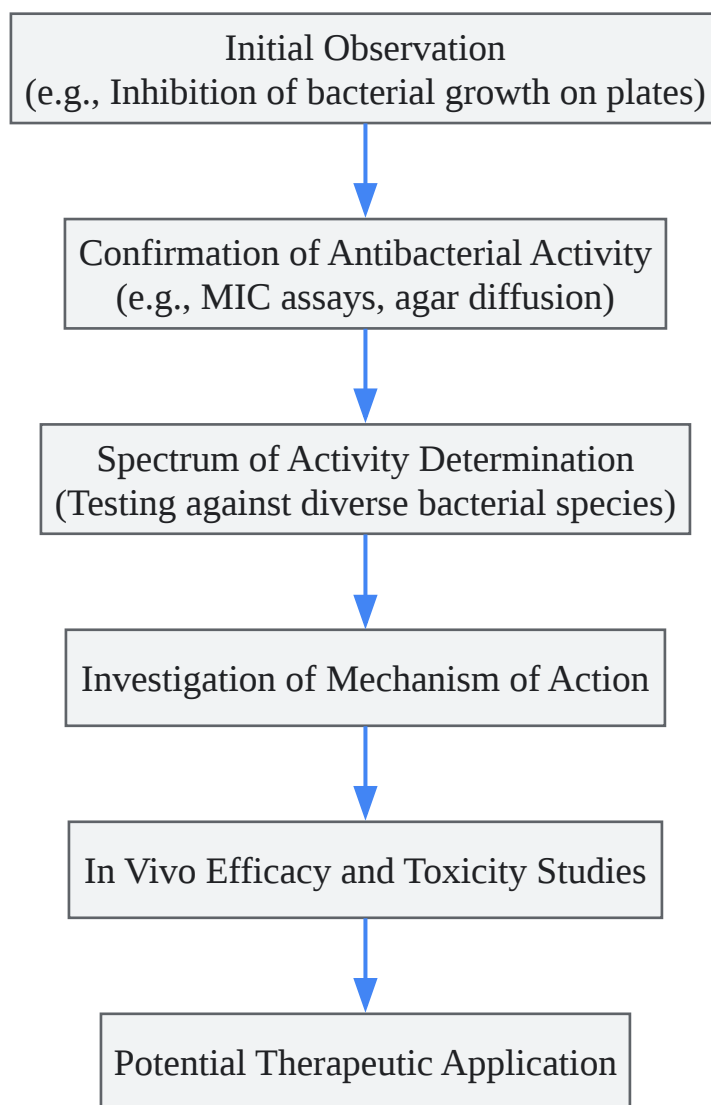 Initial Observation
(e.g., Inhibition of bacterial growth on plates)
Confirmation of Antibacterial Activity
(e.g., MIC assays, agar diffusion)
Spectrum of Activity Determination
(Testing against diverse bacterial species)
Investigation of Mechanism of Action
In Vivo Efficacy and Toxicity Studies
Potential Therapeutic Application